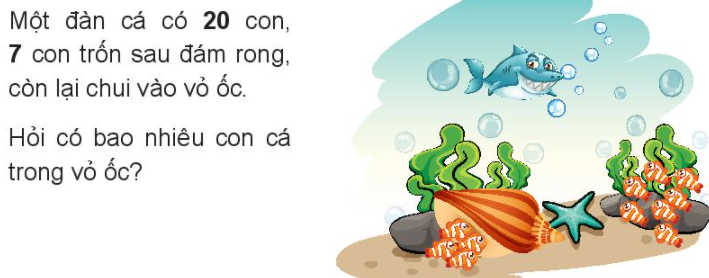 Một đàn cá có 20 con,
7 con trốn sau đám rong,
còn lại chui vào vỏ ốc.
Hỏi có bao nhiêu con cá
trong vỏ ốc?